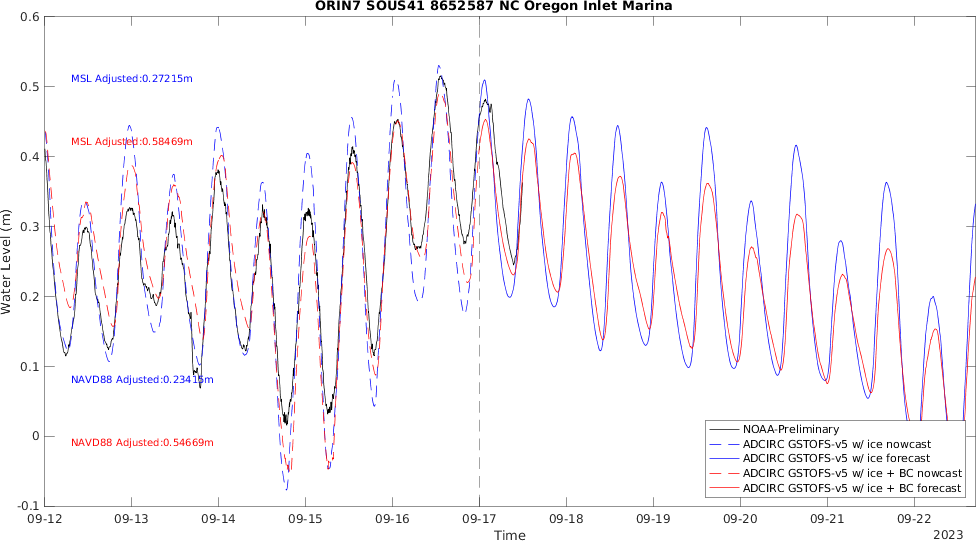 ORIN7 SOUS41 8652587 NC Oregon Inlet Marina
0.6
0.5
0.4
0.3
0.2
0.1
0
-0.1
Water Level (m)
MSL Adjusted:0.27215m
MSL Adjusted:0.58469m
NAVD88 Adjusted:0.23415m
NAVD88 Adjusted:0.54669m
NOAA-Preliminary
ADCIRC GSTOFS-v5 w/ ice nowcast
ADCIRC GSTOFS-v5 w/ ice forecast
ADCIRC GSTOFS-v5 w/ ice + BC nowcast
ADCIRC GSTOFS-v5 w/ ice + BC forecast
09-12 09-13 09-14 09-15 09-16 09-17 09-18 09-19 09-20 09-21 09-22
Time
2023